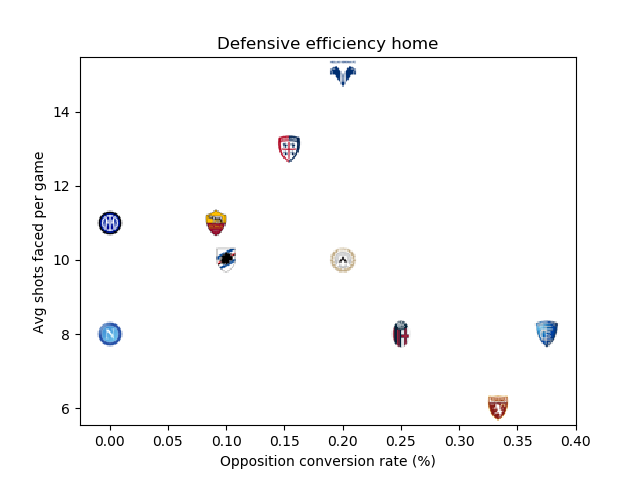 Defensive efficiency home
Avg shots faced per game
14
12
10
8
6
N
0.00 0.05 0.10 0.15 0.20 0.25 0.30 0.35 0.40
Opposition conversion rate (%)